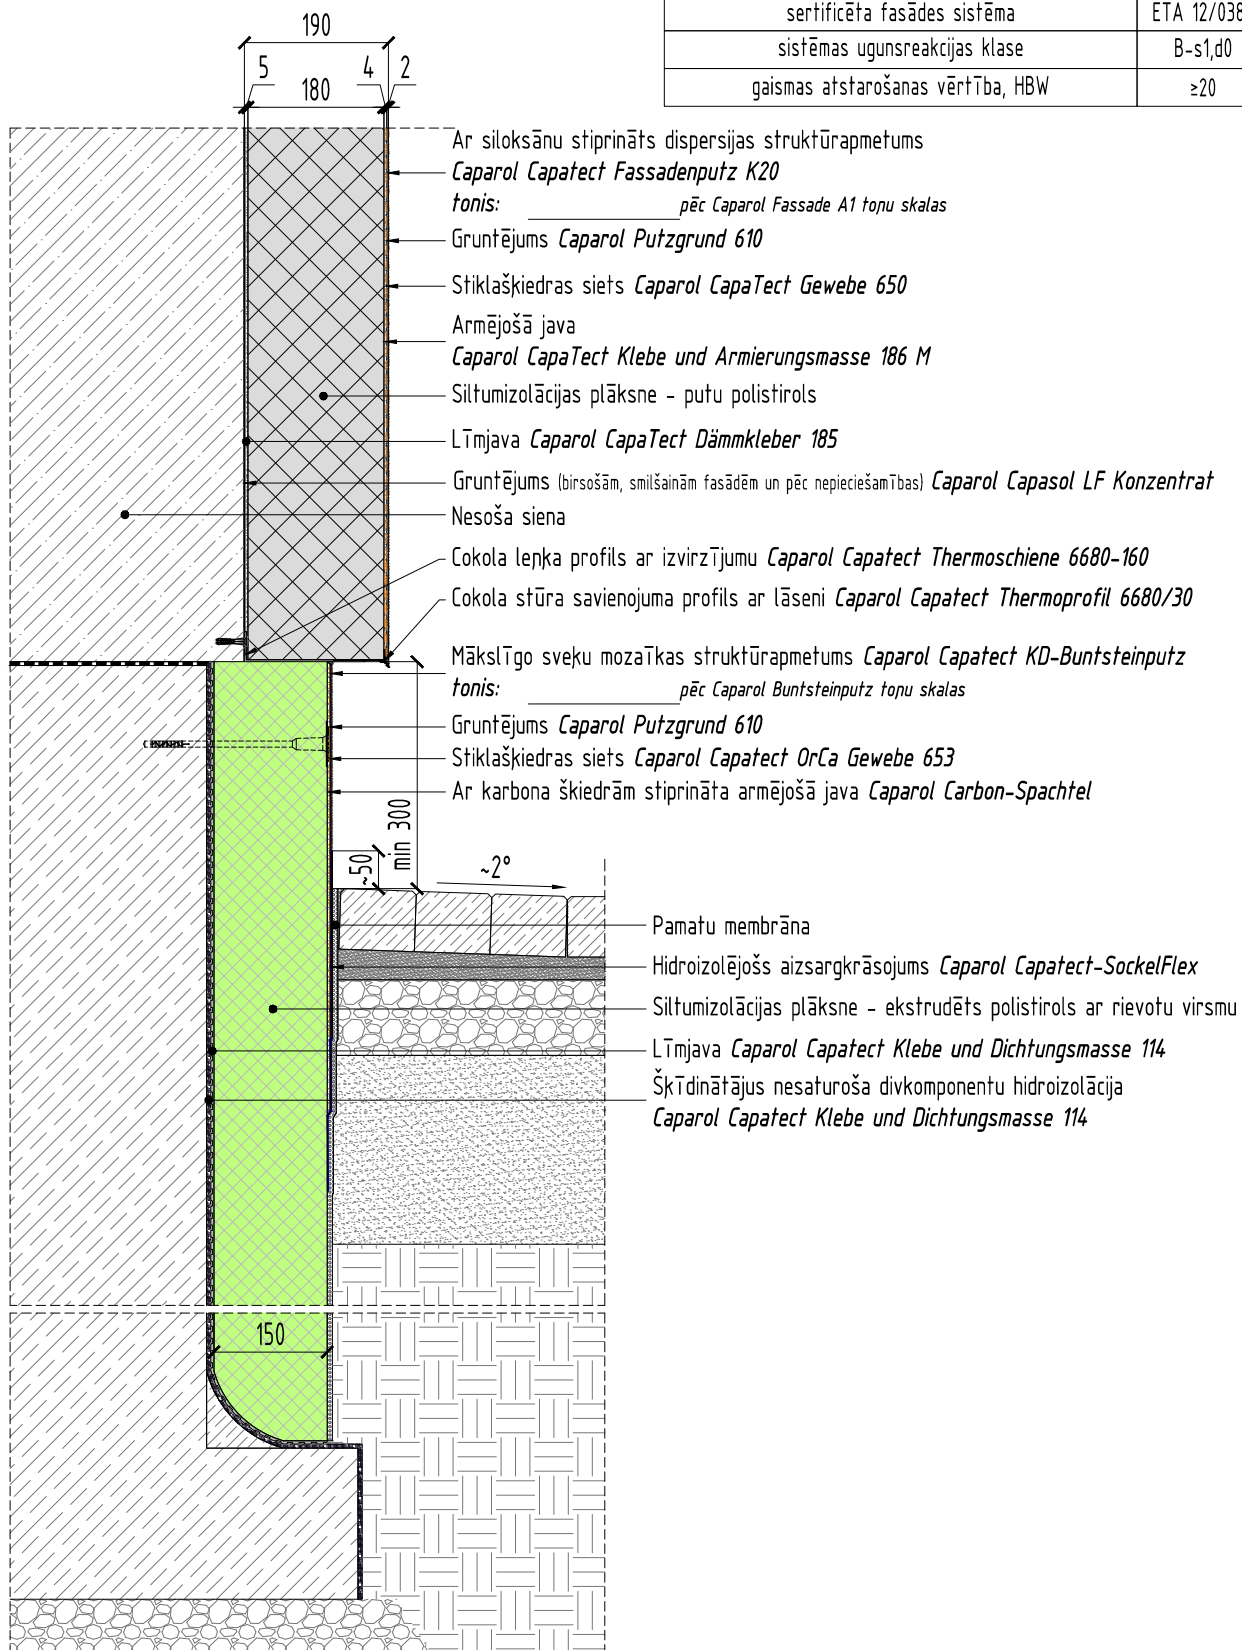 sertificēta fasādes sistēma ETA 12/038
sistēmas ugunsreakcijas klase B-s1,d0
gaismas atstarošanas vērtība, HBW ≥20
190
5 4 2
180
Ar siloksānu stiprināts dispersijas struktūrapmetums
Caparol Capatect Fassadenputz K20
tonis: pēc Caparol Fassade A1 toņu skalas
Gruntējums Caparol Putzgrund 610
Stiklašķiedras siets Caparol CapaTect Gewebe 650
Armējošā java
Caparol CapaTect Klebe und Armierungsmasse 186 M
Siltumizolācijas plāksne - putu polistirols
Līmjava Caparol CapaTect Dämmkleber 185
Gruntējums (birsošām, smilšainām fasādēm un pēc nepieciešamības) Caparol Capasol LF Konzentrat
Nesoša siena
Cokola leņka profils ar izvirzījumu Caparol Capatect Thermoschiene 6680-160
Cokola stūra savienojuma profils ar lāseni Caparol Capatect Thermoprofil 6680/30
Mākslīgo sveķu mozaīkas struktūrapmetums Caparol Capatect KD-Buntsteinputz
tonis: pēc Caparol Buntsteinputz toņu skalas
Gruntējums Caparol Putzgrund 610
Stiklašķiedras siets Caparol Capatect OrCa Gewebe 653
Ar karbona škiedrām stiprināta armējošā java Caparol Carbon-Spachtel
min 300
~50
~2°
Pamatu membrāna
Hidroizolējošs aizsargkrāsojums Caparol Capatect-SockelFlex
Siltumizolācijas plāksne - ekstrudēts polistirols ar rievotu virsmu
Līmjava Caparol Capatect Klebe und Dichtungsmasse 114
Šķīdinātājus nesaturoša divkomponentu hidroizolācija
Caparol Capatect Klebe und Dichtungsmasse 114
150